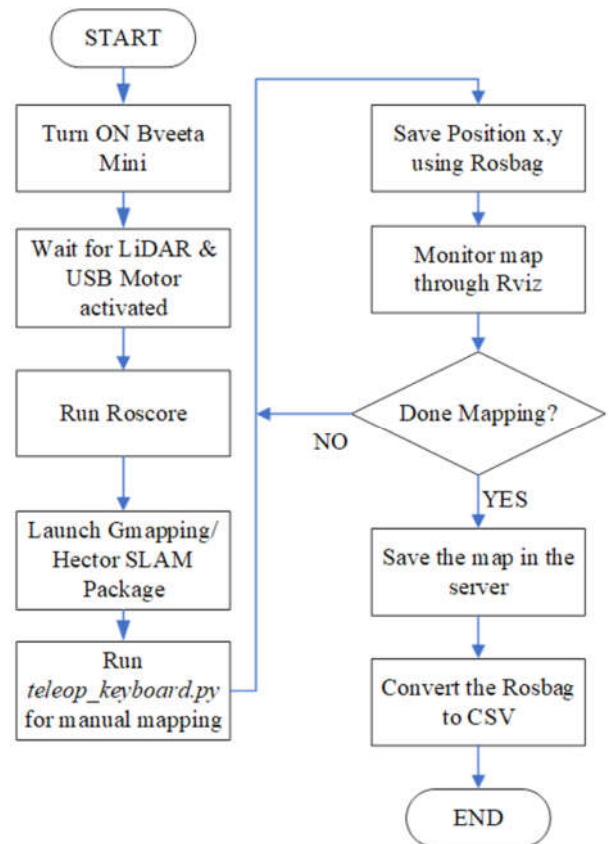 START
Turn ON Bveeta
Mini
Wait for LiDAR &
USB Motor
activated
Run Roscore
Launch Gmapping/
Hector SLAM
Package
Run
teleop_keyboard.py
for manual mapping
Save Position x,y
using Rosbag
Monitor map
through Rviz
Done Mapping?
NO
YES
Save the map in the
server
Convert the Rosbag
to CSV
END